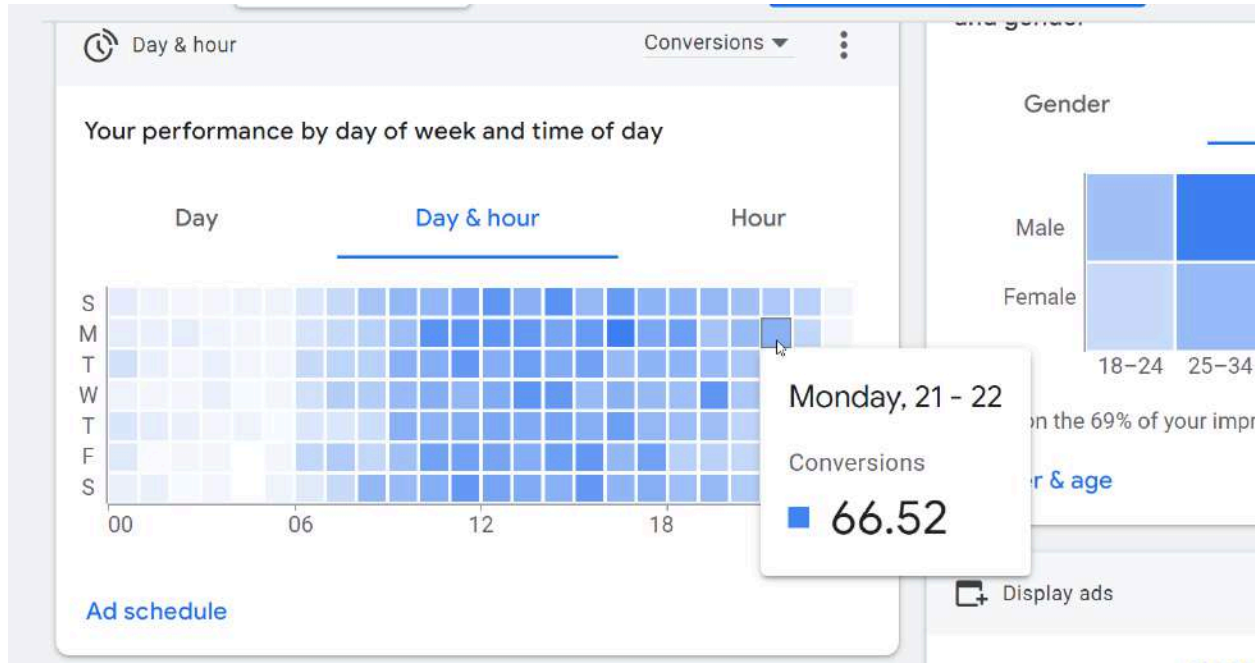 and gender
Day & hour
Conversions
Your performance by day of week and time of day
Day
Day & hour
Hour
S
M
T
W
T
F
S
00
06
12
18
Ad schedule
Monday, 21 - 22
Conversions
66.52
Gender
Male
Female
18–24
25–34
on the 69% of your impr
r & age
Display ads